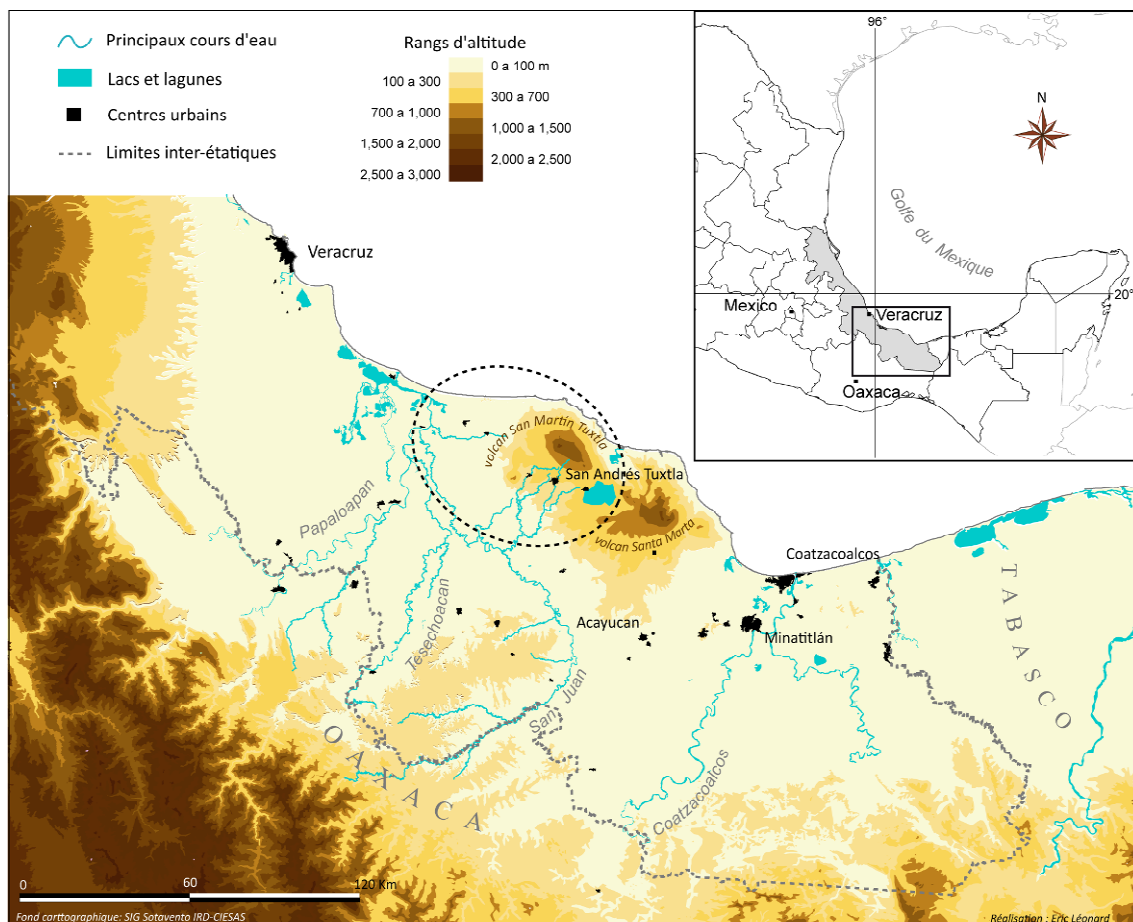 Principaux cours d'eau
Lacs et lagunes
Centres urbains
Limites inter-étatiques
Rangs d'altitude
0 a 100 m
100 a 300
300 a 700
700 a 1,000
1,000 a 1,500
1,500 a 2,000
2,000 a 2,500
2,500 a 3,000
96°
N
Golfe du Mexique
20°
Mexico
Veracruz
Oaxaca
Veracruz
volcan San Martín Tuxtla
San Andrés Tuxtla
volcan Santa Marta
Papaloapan
Tesechoacan
San Juan
Coatzacoalcos
Acayucan
Minatitlán
Coatzacoalcos
TABASCO
OAXACA
0 60 120 Km
Fond carttographique: SIG Sotavento IRD-CIESAS
Réalisation : Eric Léonard